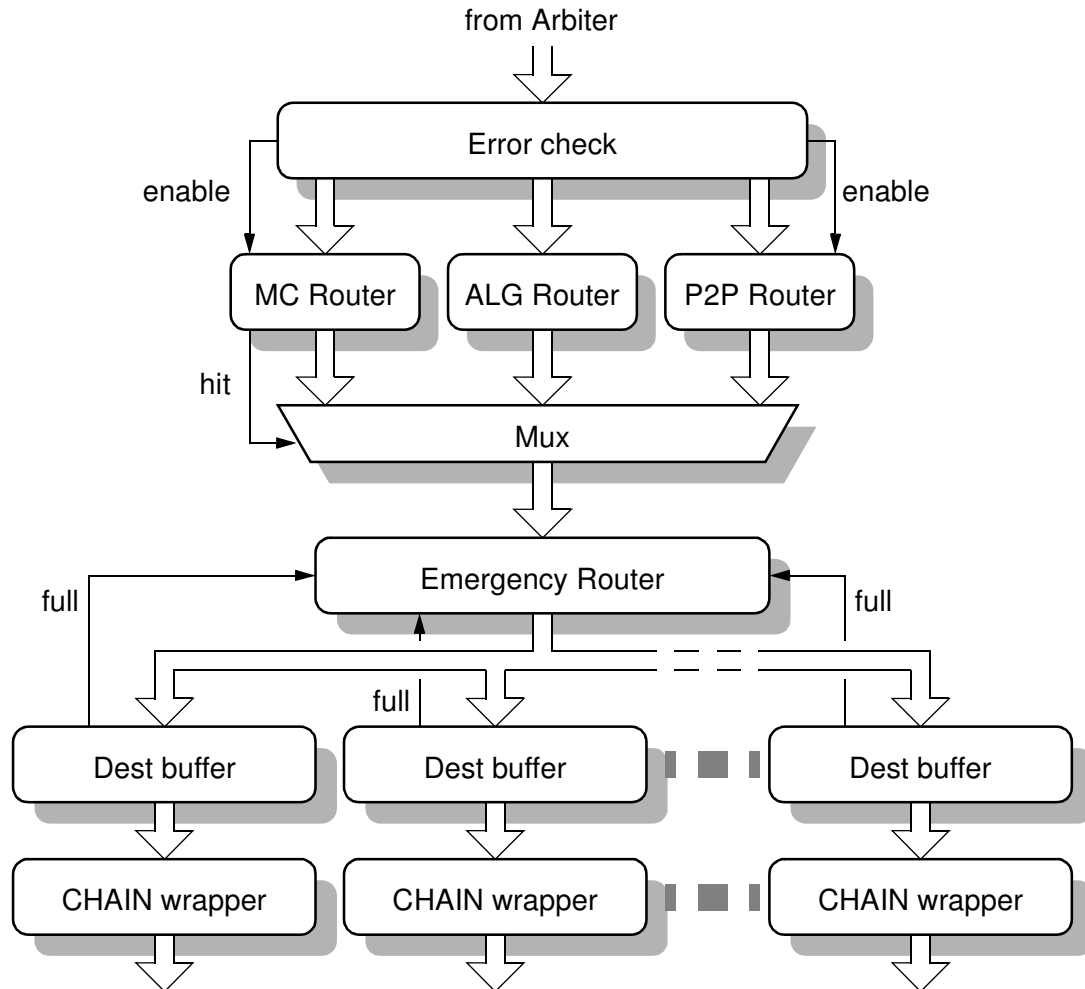 from Arbiter
Error check
enable
enable
MC Router
ALG Router
P2P Router
hit
Mux
Emergency Router
full
full
full
Dest buffer
Dest buffer
Dest buffer
CHAIN wrapper
CHAIN wrapper
CHAIN wrapper